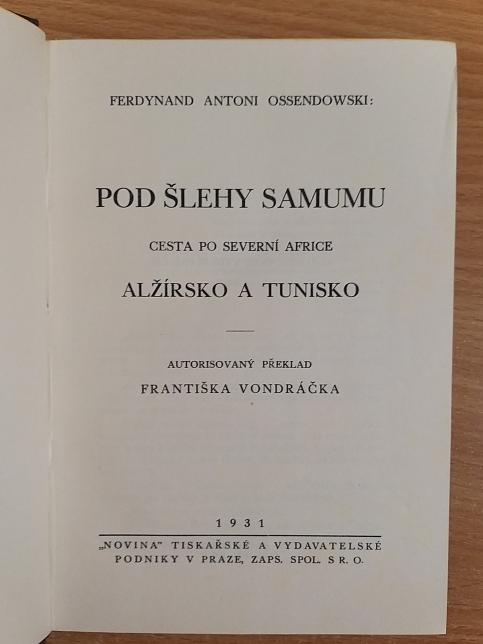 FERDYNAND ANTONI OSSENDOWSKI:
POD ŠLEHY SAMUMU
CESTA PO SEVERNÍ AFRICE
ALŽÍRSKO A TUNISKO
AUTORISOVANÝ PŘEKLAD
FRANTIŠKA VONDRÁČKA
1931
„NOVINA“ TISKAŘSKÉ A VYDAVATELSKÉ
PODNIKY V PRAZE, ZAPS. SPOL. S R. O.